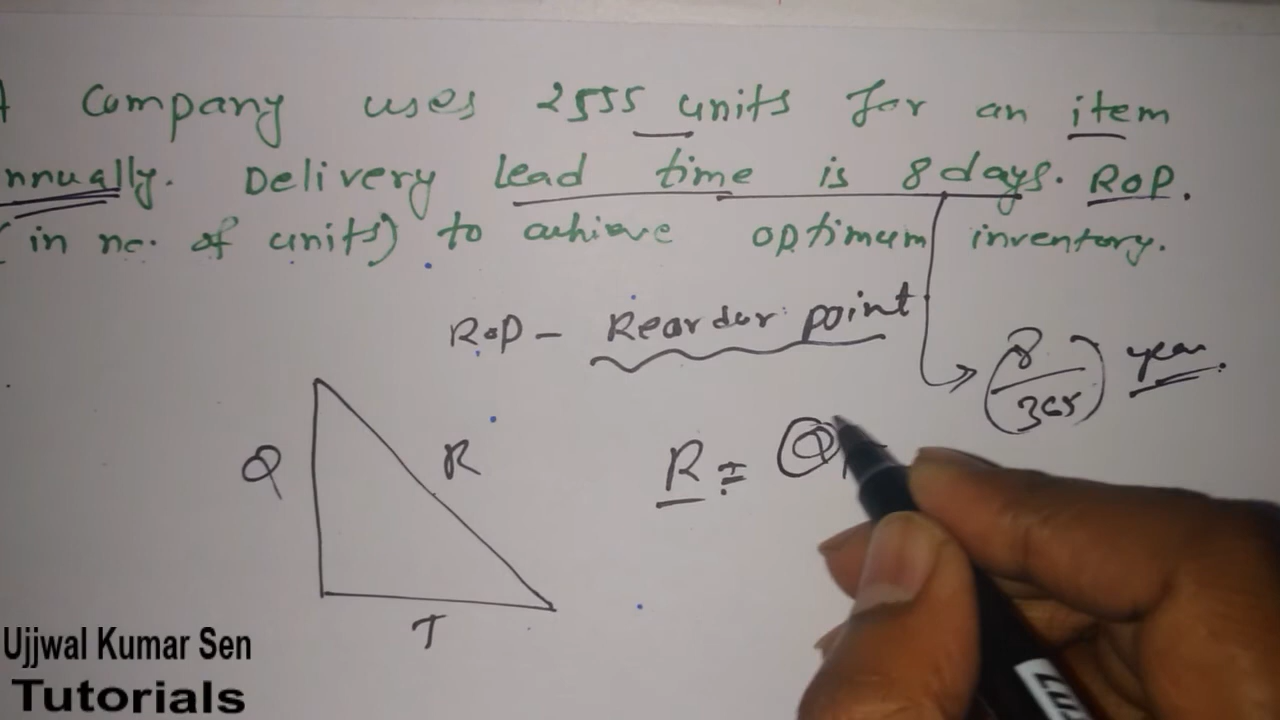 Company uses 2555 units for an item
nnually. Delivery lead time is 8 days. ROP.
(in no. of units) to achieve optimum inventory.
ROP - Reorder point
8/365 year.
Q
R
R = Q
T
Ujjwal Kumar Sen
Tutorials